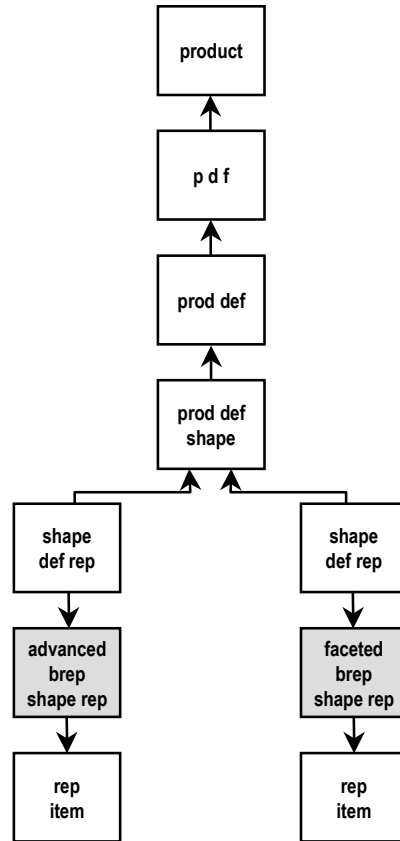 product
p d f
prod def
prod def
shape
shape
def rep
shape
def rep
advanced
brep
shape rep
faceted
brep
shape rep
rep
item
rep
item